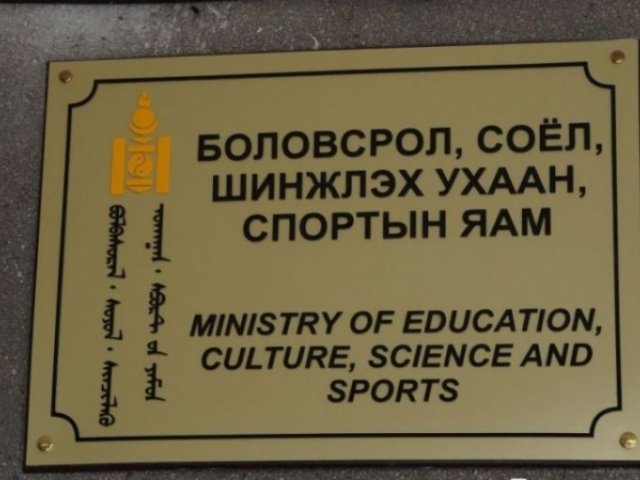 БОЛОВСРОЛ, СОЁЛ,
ШИНЖЛЭХ УХААН,
СПОРТЫН ЯАМ
MINISTRY OF EDUCATION,
CULTURE, SCIENCE AND
SPORTS